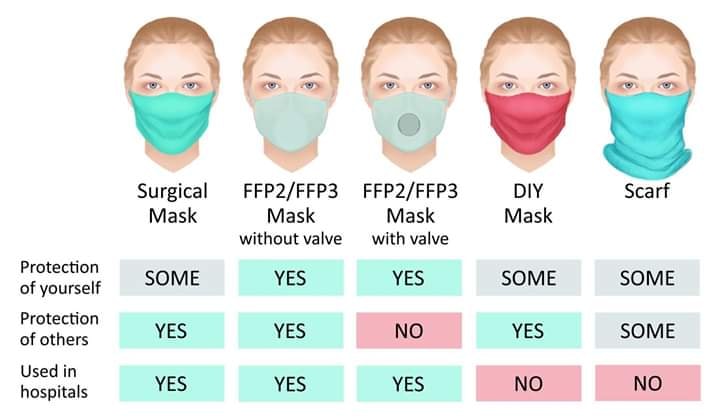 Surgical Mask
FFP2/FFP3 Mask without valve
FFP2/FFP3 Mask with valve
DIY Mask
Scarf
Protection of yourself
SOME YES YES SOME SOME
Protection of others
YES YES NO YES SOME
Used in hospitals
YES YES YES NO NO